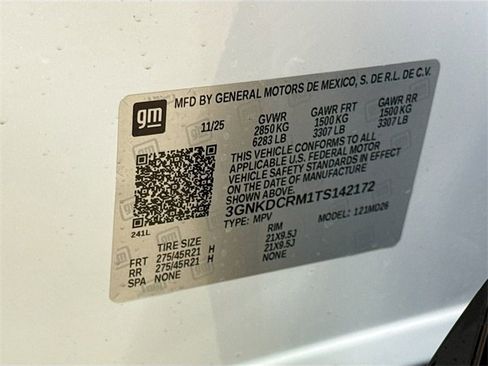 gm
MFD BY GENERAL MOTORS DE MEXICO, S. DE R.L. DE C.V.
11/25
GVWR GAWR FRT GAWR RR
2850 KG 1500 KG 1500 KG
6283 LB 3307 LB 3307 LB
THIS VEHICLE CONFORMS TO ALL
APPLICABLE U.S. FEDERAL MOTOR
VEHICLE SAFETY STANDARDS IN EFFECT
ON THE DATE OF MANUFACTURE
SHOWN ABOVE.
3GNKDCRM1TS142172
TYPE: MPV MODEL: 121MD26
241L
TIRE SIZE RIM
FRT 275/45R21 H 21X9.5J
RR 275/45R21 H 21X9.5J
SPA NONE NONE